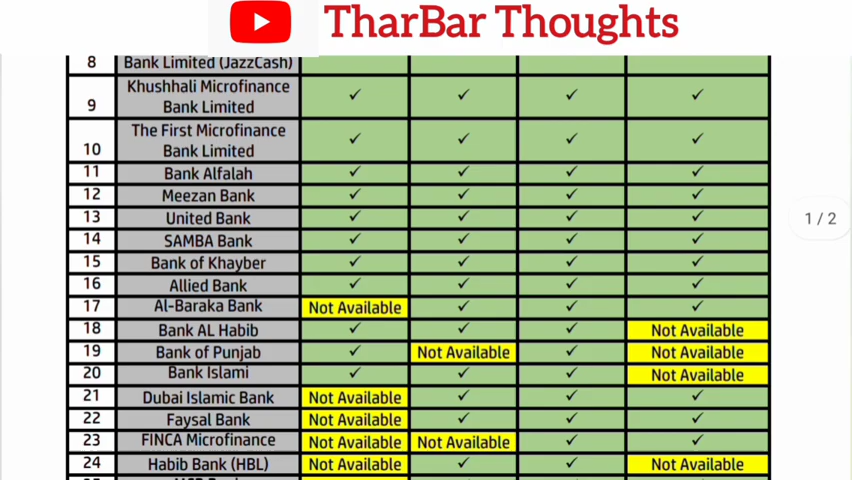 TharBar Thoughts
8 Bank Limited (JazzCash)
9 Khushhali Microfinance Bank Limited ✓ ✓ ✓ ✓
10 The First Microfinance Bank Limited ✓ ✓ ✓ ✓
11 Bank Alfalah ✓ ✓ ✓ ✓
12 Meezan Bank ✓ ✓ ✓ ✓
13 United Bank ✓ ✓ ✓ ✓
14 SAMBA Bank ✓ ✓ ✓ ✓
15 Bank of Khayber ✓ ✓ ✓ ✓
16 Allied Bank ✓ ✓ ✓ ✓
17 Al-Baraka Bank Not Available ✓ ✓ ✓
18 Bank AL Habib ✓ ✓ ✓ Not Available
19 Bank of Punjab ✓ Not Available ✓ Not Available
20 Bank Islami ✓ ✓ ✓ Not Available
21 Dubai Islamic Bank Not Available ✓ ✓ ✓
22 Faysal Bank Not Available ✓ ✓ ✓
23 FINCA Microfinance Not Available Not Available ✓ ✓
24 Habib Bank (HBL) Not Available ✓ ✓ Not Available
1 / 2